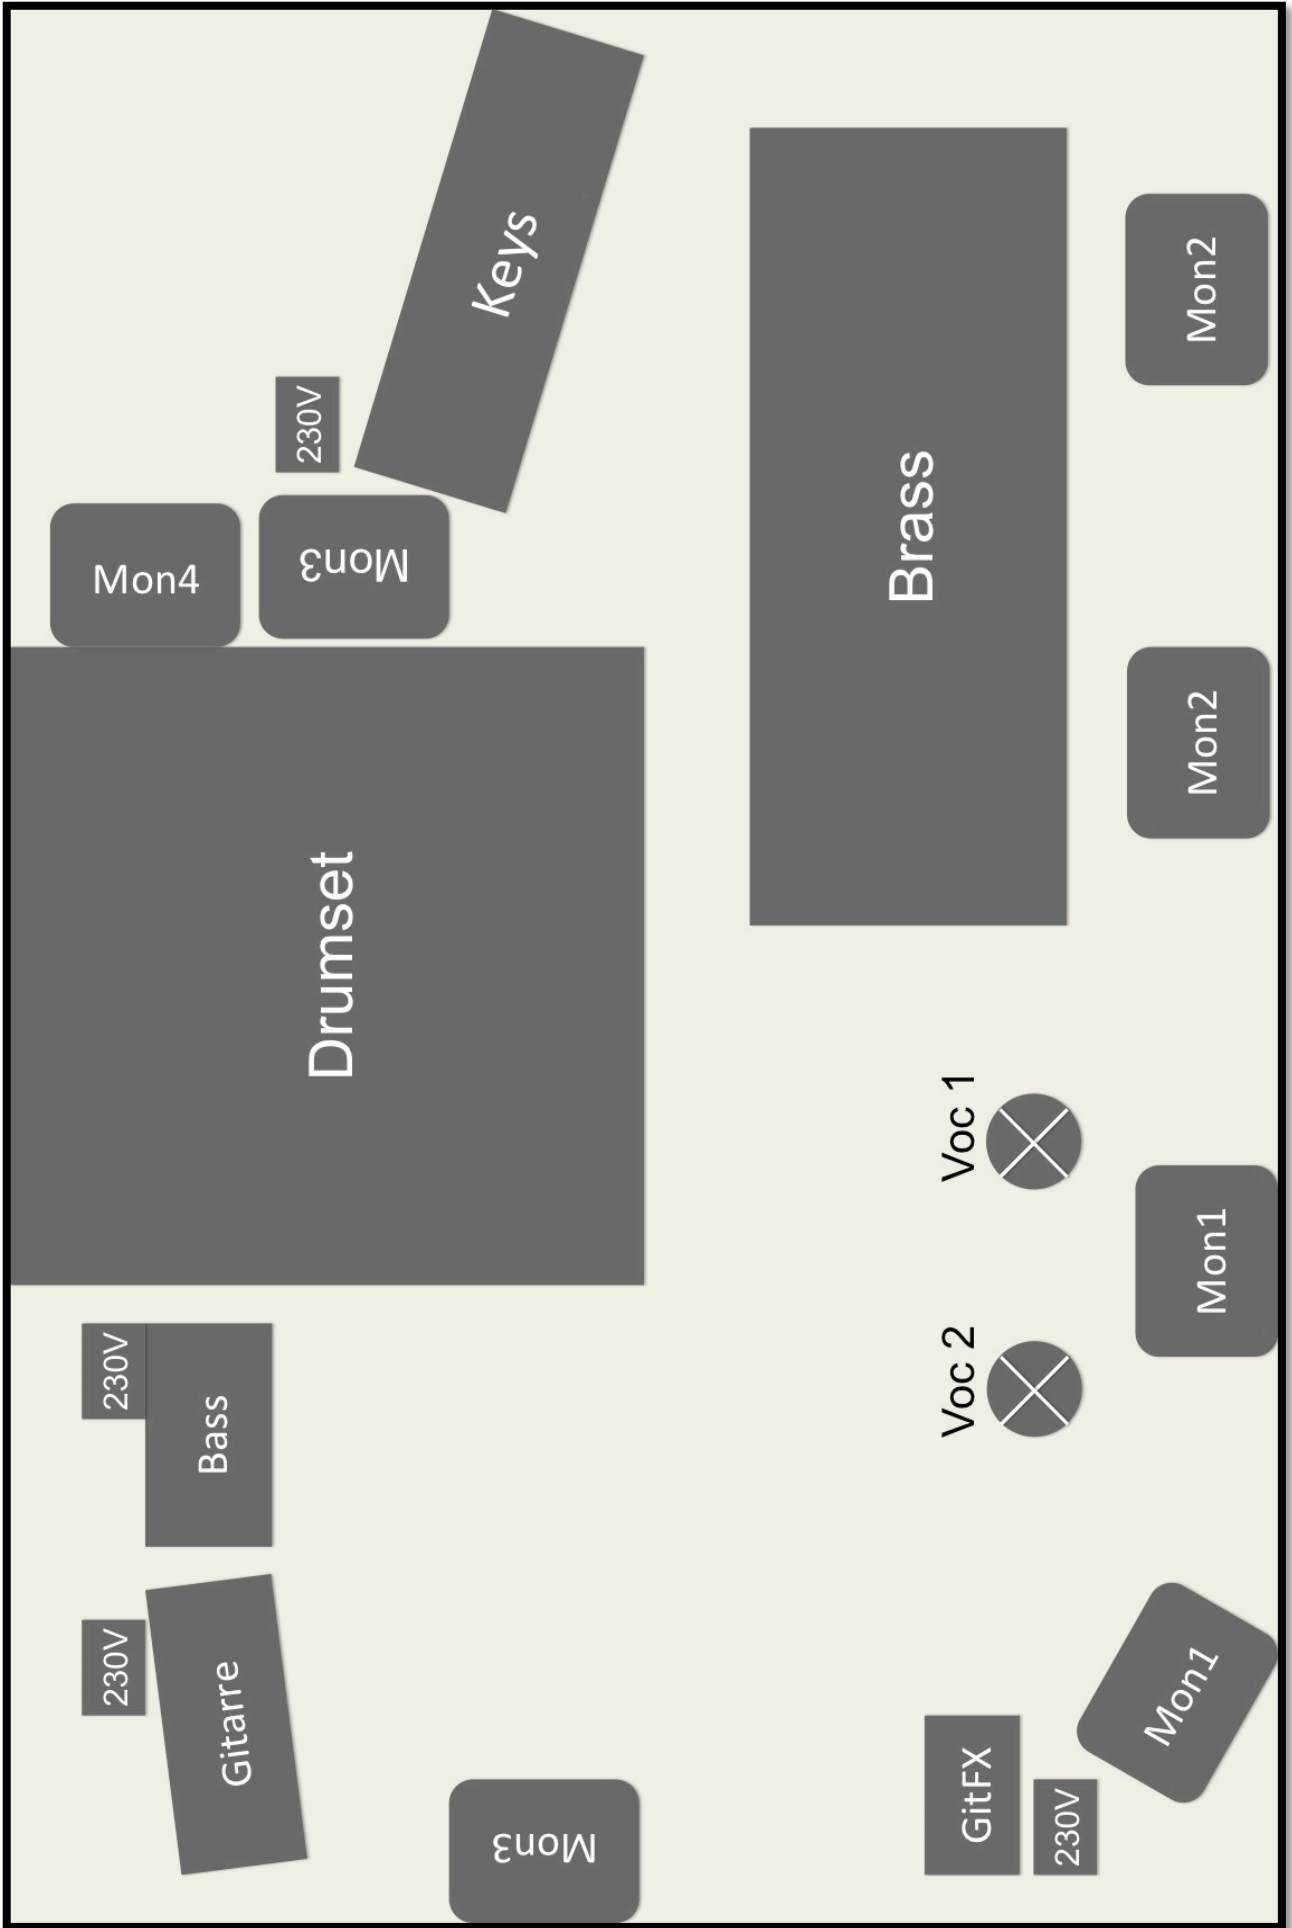 Keys
230V
Mon4
Mon3
Brass
Mon2
Mon2
Drumset
Voc 1
Mon1
Voc 2
230V
Bass
230V
Gitarre
Mon3
GitFX
230V
Mon1